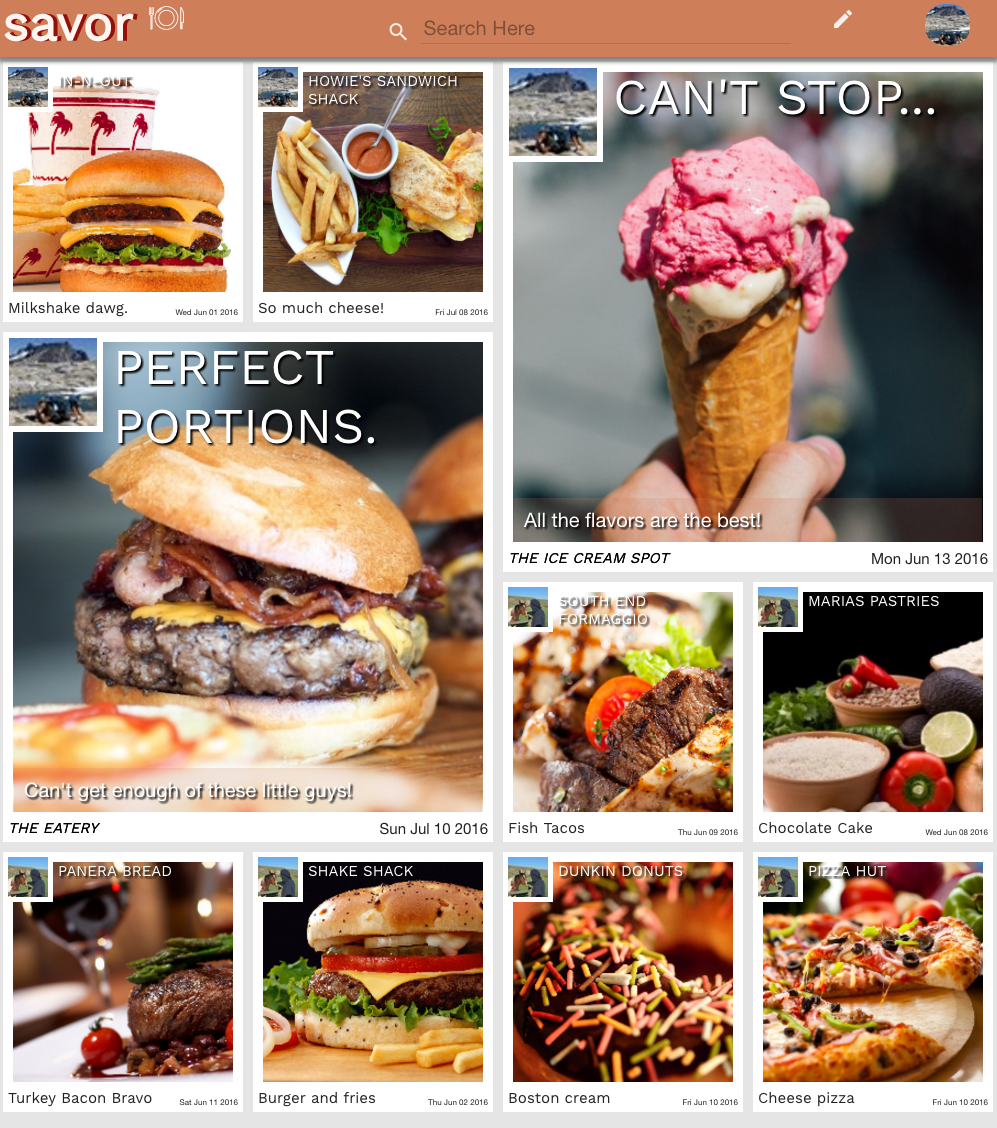 savor
Search Here
IN-N-OUT
Milkshake dawg.
Wed Jun 01 2016
HOWIE'S SANDWICH
SHACK
So much cheese!
Fri Jul 08 2016
CAN'T STOP...
All the flavors are the best!
THE ICE CREAM SPOT
Mon Jun 13 2016
PERFECT
PORTIONS.
Can't get enough of these little guys!
THE EATERY
Sun Jul 10 2016
SOUTH END
FORMAGGIO
Fish Tacos
Thu Jun 09 2016
MARIAS PASTRIES
Chocolate Cake
Wed Jun 08 2016
PANERA BREAD
Turkey Bacon Bravo
Sat Jun 11 2016
SHAKE SHACK
Burger and fries
Thu Jun 02 2016
DUNKIN DONUTS
Boston cream
Fri Jun 10 2016
PIZZA HUT
Cheese pizza
Fri Jun 10 2016